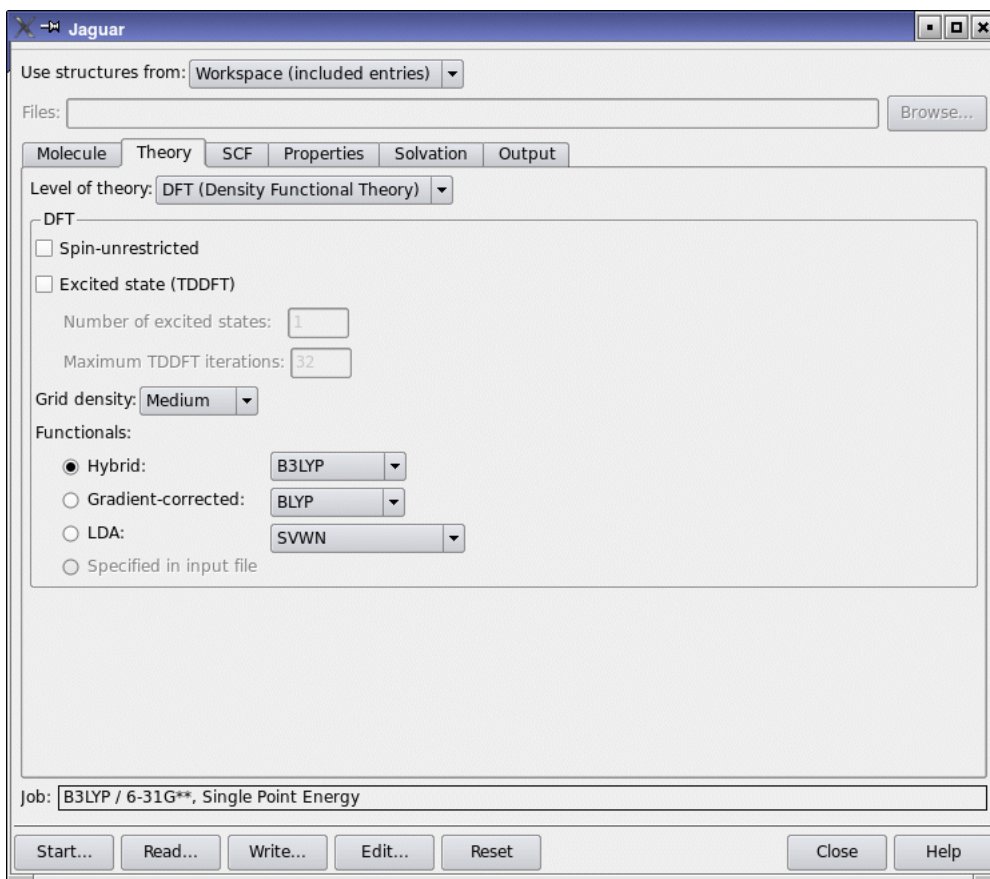 Jaguar
Use structures from: Workspace (included entries)
Files: Browse...
Molecule Theory SCF Properties Solvation Output
Level of theory: DFT (Density Functional Theory)
DFT
Spin-unrestricted
Excited state (TDDFT)
Number of excited states: 1
Maximum TDDFT iterations: 32
Grid density: Medium
Functionals:
Hybrid: B3LYP
Gradient-corrected: BLYP
LDA: SVWN
Specified in input file
Job: B3LYP / 6-31G**, Single Point Energy
Start... Read... Write... Edit... Reset Close Help